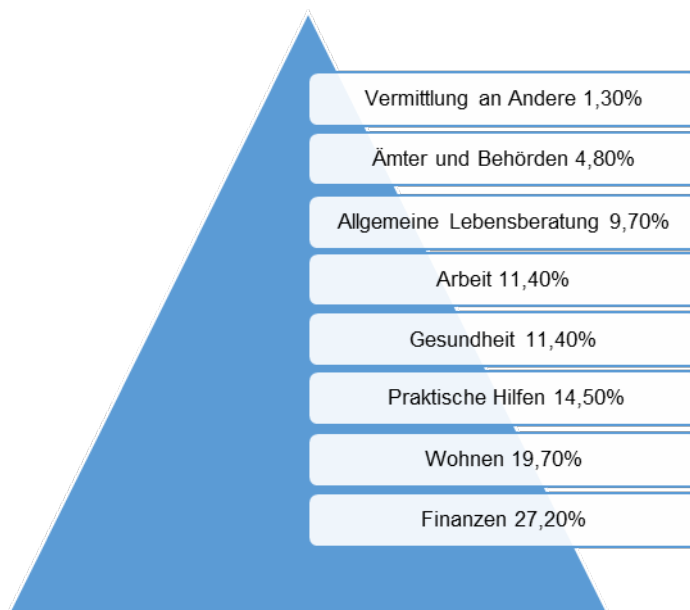 Vermittlung an Andere 1,30%
Ämter und Behörden 4,80%
Allgemeine Lebensberatung 9,70%
Arbeit 11,40%
Gesundheit 11,40%
Praktische Hilfen 14,50%
Wohnen 19,70%
Finanzen 27,20%